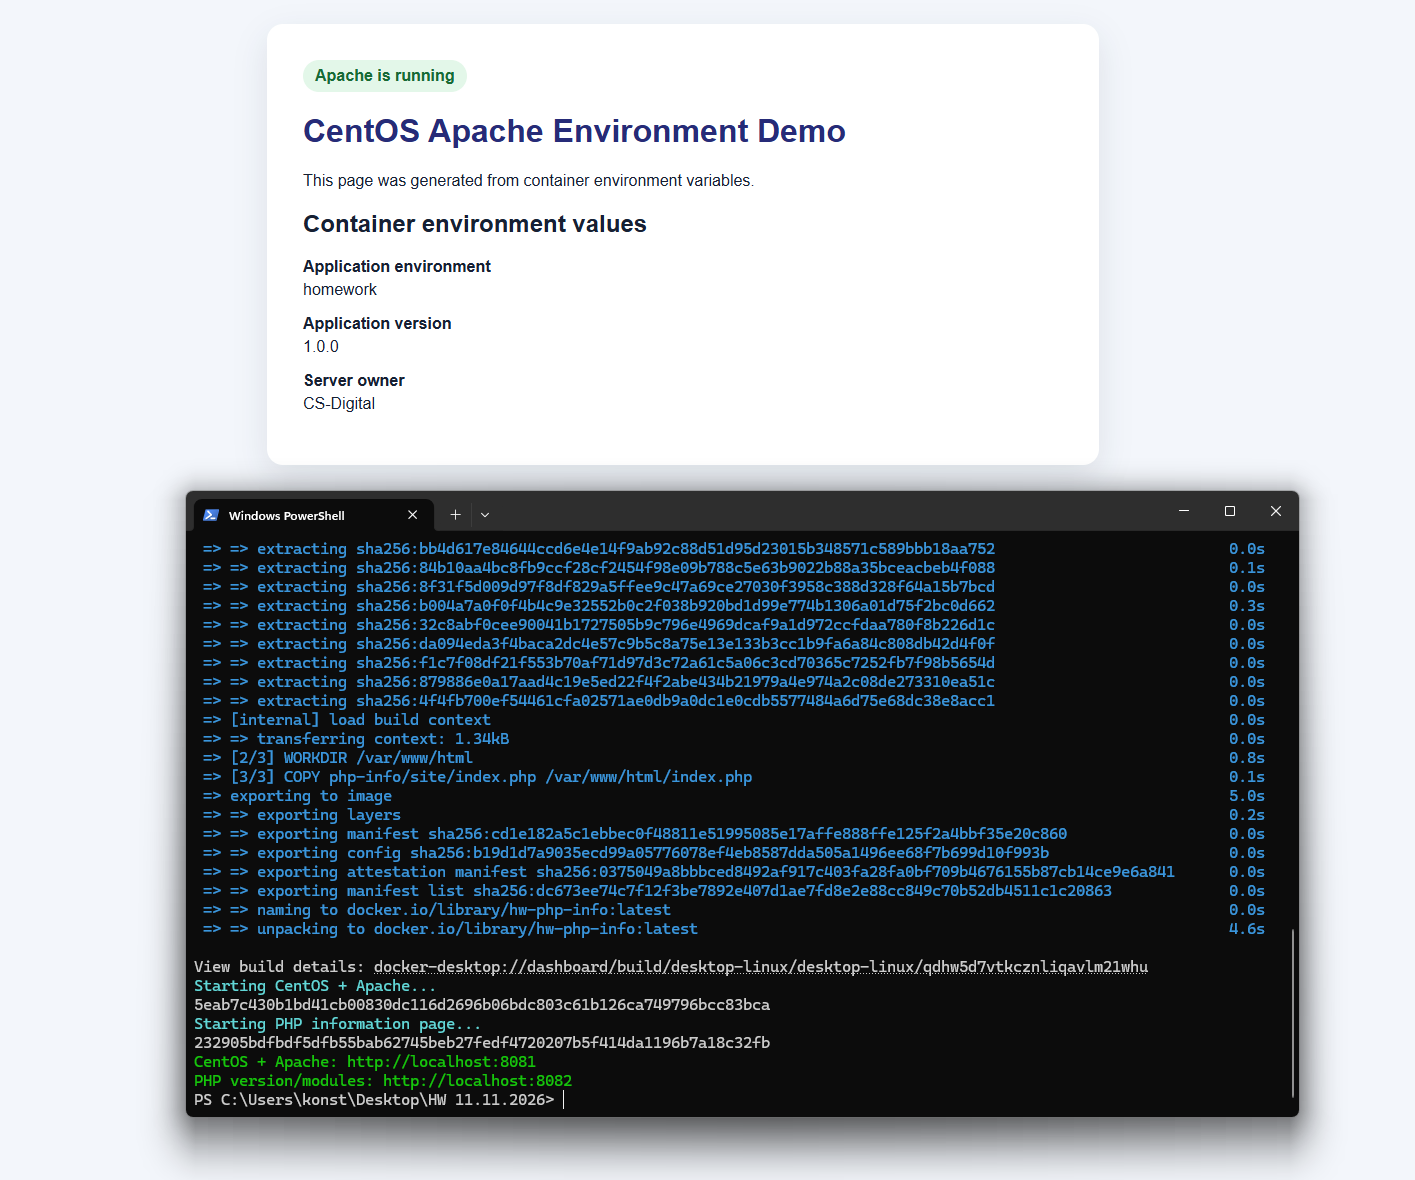 Apache is running
CentOS Apache Environment Demo
This page was generated from container environment variables.
Container environment values
Application environment
homework
Application version
1.0.0
Server owner
CS-Digital
Windows PowerShell
=> => extracting sha256:bb4d617e84644ccd6e4e14f9ab92c88d51d95d23015b348571c589bbb18aa752 0.0s
=> => extracting sha256:84b10aa4bc8fb9ccf28cf2454f98e09b788c5e63b9022b88a35bceacbeb4f088 0.1s
=> => extracting sha256:8f31f5d009d97f8df829a5ffee9c47a69ce27030f3958c388d328f64a15b7bcd 0.0s
=> => extracting sha256:b004a7a0f0f4b4c9e32552b0c2f038b920bd1d99e774b1306a01d75f2bc0d662 0.3s
=> => extracting sha256:32c8abf0cee90041b1727505b9c796e4969dcaf9a1d972ccfdaa780f8b226d1c 0.0s
=> => extracting sha256:da094eda3f4baca2dc4e57c9b5c8a75e13e133b3cc1b9fa6a84c808db42d4f0f 0.0s
=> => extracting sha256:f1c7f08df21f553b70af71d97d3c72a61c5a06c3cd70365c7252fb7f98b5654d 0.0s
=> => extracting sha256:879886e0a17aad4c19e5ed22f4f2abe434b21979a4e974a2c08de273310ea51c 0.0s
=> => extracting sha256:4f4fb700ef54461cfa02571ae0db9a0dc1e0cdb5577484a6d75e68dc38e8acc1 0.0s
=> [internal] load build context 0.0s
=> => transferring context: 1.34kB 0.0s
=> [2/3] WORKDIR /var/www/html 0.8s
=> [3/3] COPY php-info/site/index.php /var/www/html/index.php 0.1s
=> exporting to image 5.0s
=> => exporting layers 0.2s
=> => exporting manifest sha256:cd1e182a5c1ebbec0f48811e51995085e17affe888ffe125f2a4bbf35e20c860 0.0s
=> => exporting config sha256:b19d1d7a9035ecd99a05776078ef4eb8587dda505a1496ee68f7b699d10f993b 0.0s
=> => exporting attestation manifest sha256:0375049a8bbbced8492af917c403fa28fa0bf709b4676155b87cb14ce9e6a841 0.0s
=> => exporting manifest list sha256:dc673ee74c7f12f3be7892e407d1ae7fd8e2e88cc849c70b52db4511c1c20863 0.0s
=> => naming to docker.io/library/hw-php-info:latest 0.0s
=> => unpacking to docker.io/library/hw-php-info:latest 4.6s
View build details: docker-desktop://dashboard/build/desktop-linux/desktop-linux/qdhw5d7vtkcznliqavlm21whu
Starting CentOS + Apache...
5eab7c430b1bd41cb00830dc116d2696b06bdc803c61b126ca749796bcc83bca
Starting PHP information page...
232905bdfbdf5dfb55bab62745beb27fedf4720207b5f414da1196b7a18c32fb
CentOS + Apache: http://localhost:8081
PHP version/modules: http://localhost:8082
PS C:\Users\konst\Desktop\HW 11.11.2026>